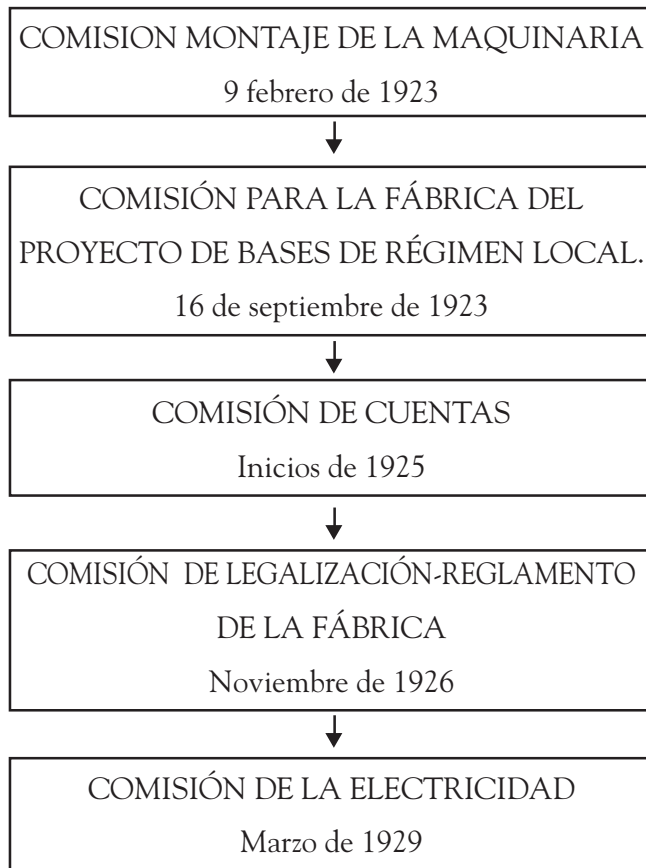 COMISION MONTAJE DE LA MAQUINARIA
9 febrero de 1923
COMISIÓN PARA LA FÁBRICA DEL
PROYECTO DE BASES DE RÉGIMEN LOCAL.
16 de septiembre de 1923
COMISIÓN DE CUENTAS
Inicios de 1925
COMISIÓN DE LEGALIZACIÓN-REGLAMENTO
DE LA FÁBRICA
Noviembre de 1926
COMISIÓN DE LA ELECTRICIDAD
Marzo de 1929